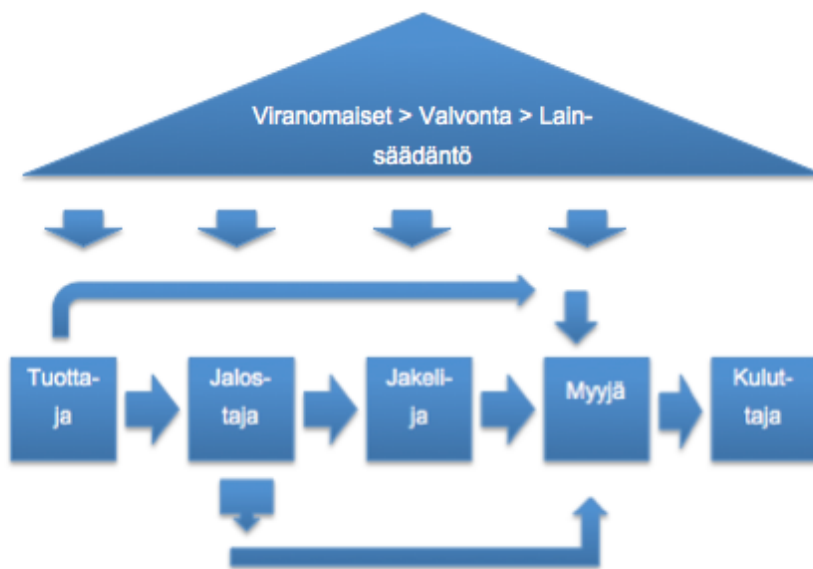 Viranomaiset > Valvonta > Lain-
säädäntö
Tuotta-
ja
Jalos-
taja
Jakeli-
ja
Myyjä
Kulut-
taja